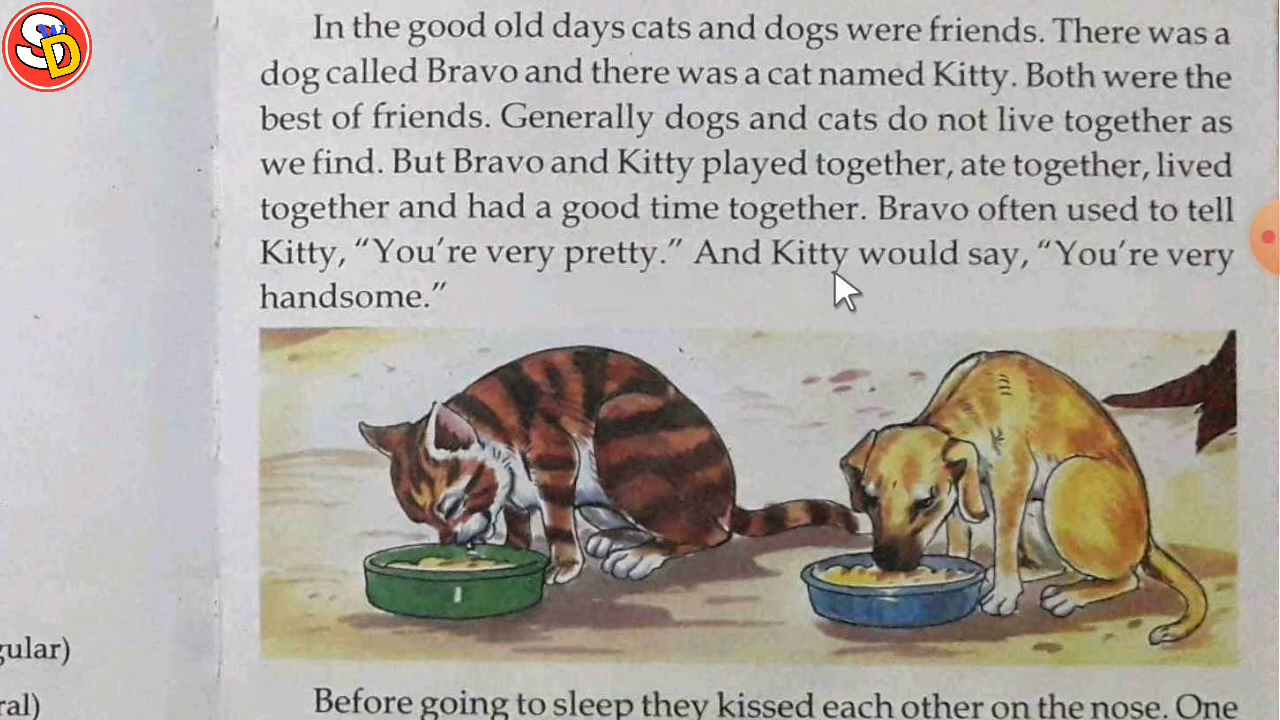 SD
In the good old days cats and dogs were friends. There was a
dog called Bravo and there was a cat named Kitty. Both were the
best of friends. Generally dogs and cats do not live together as
we find. But Bravo and Kitty played together, ate together, lived
together and had a good time together. Bravo often used to tell
Kitty, “You’re very pretty.” And Kitty would say, “You’re very
handsome.”
gular)
ral)
Before going to sleep they kissed each other on the nose. One